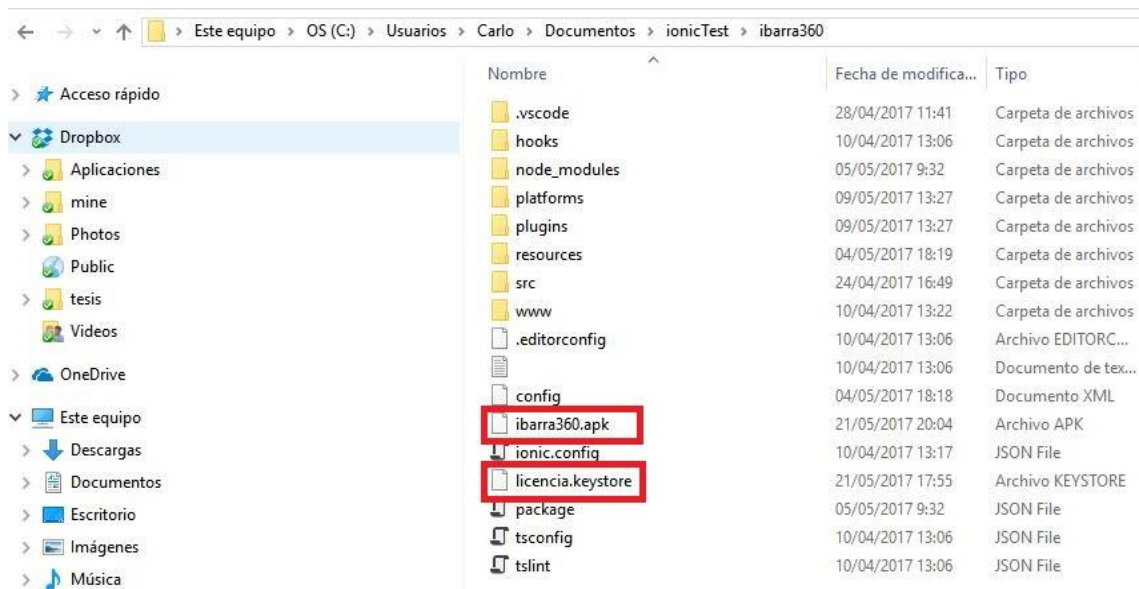 Este equipo > OS (C:) > Usuarios > Carlo > Documentos > ionicTest > ibarra360
Acceso rápido
Dropbox
Aplicaciones
mine
Photos
Public
tesis
Videos
OneDrive
Este equipo
Descargas
Documentos
Escritorio
Imágenes
Música
Nombre Fecha de modifica... Tipo
.vscode 28/04/2017 11:41 Carpeta de archivos
hooks 10/04/2017 13:06 Carpeta de archivos
node_modules 05/05/2017 9:32 Carpeta de archivos
platforms 09/05/2017 13:27 Carpeta de archivos
plugins 09/05/2017 13:27 Carpeta de archivos
resources 04/05/2017 18:19 Carpeta de archivos
src 24/04/2017 16:49 Carpeta de archivos
www 10/04/2017 13:22 Carpeta de archivos
.editorconfig 10/04/2017 13:06 Archivo EDITORC...
10/04/2017 13:06 Documento de tex...
config 04/05/2017 18:18 Documento XML
ibarra360.apk 21/05/2017 20:04 Archivo APK
ionic.config 10/04/2017 13:17 JSON File
licencia.keystore 21/05/2017 17:55 Archivo KEYSTORE
package 05/05/2017 9:32 JSON File
tsconfig 10/04/2017 13:06 JSON File
tslint 10/04/2017 13:06 JSON File